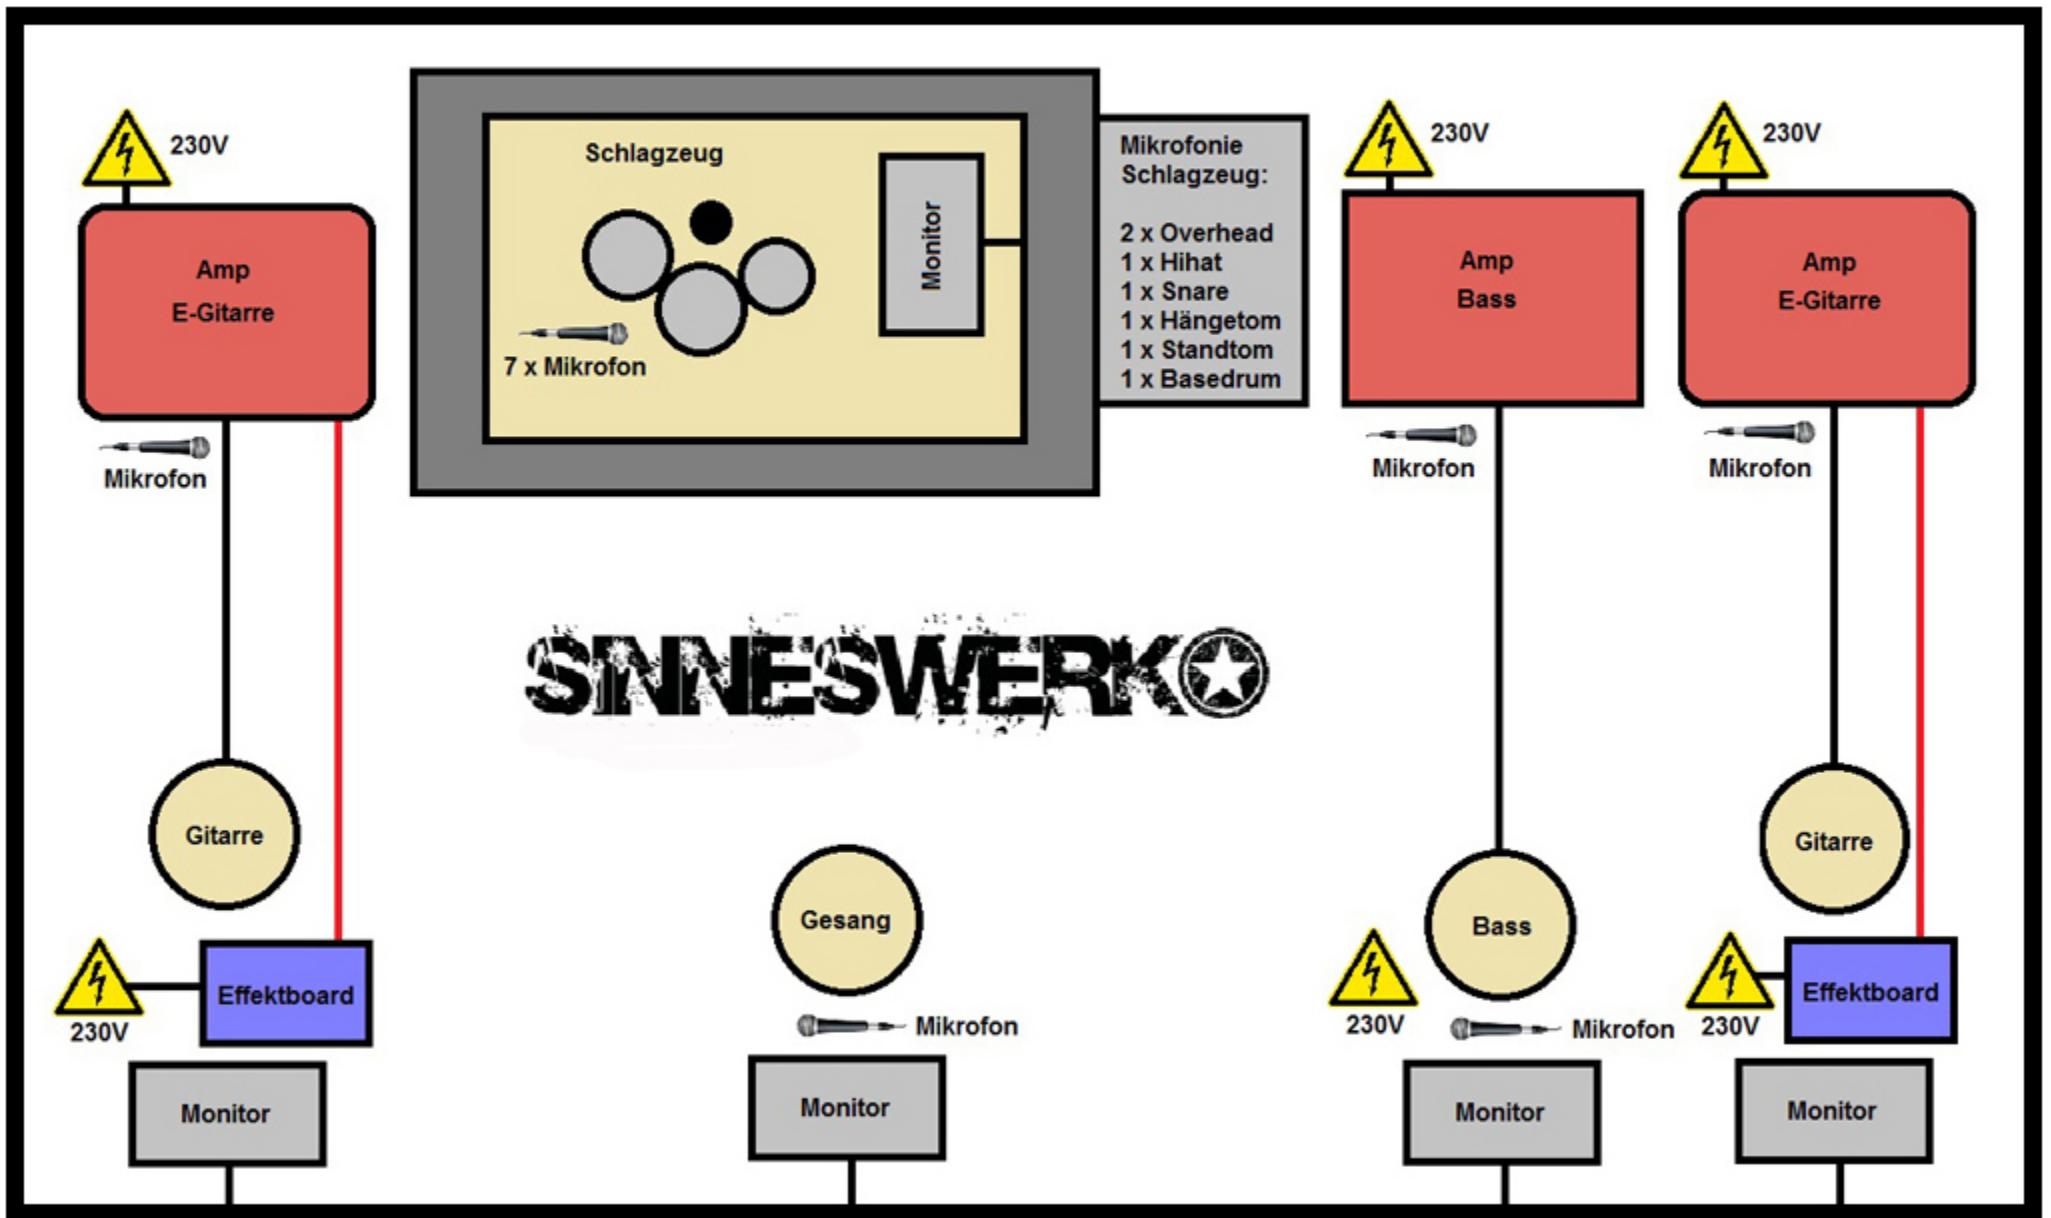 230V
Amp
E-Gitarre
Mikrofon
Gitarre
230V
Effektboard
Monitor
Schlagzeug
Monitor
7 x Mikrofon
Mikrofonie
Schlagzeug:
2 x Overhead
1 x Hihat
1 x Snare
1 x Hängetom
1 x Standtom
1 x Basedrum
SINNESWERK
Gesang
Mikrofon
Monitor
230V
Amp
Bass
Mikrofon
Bass
230V
Mikrofon
Monitor
230V
Amp
E-Gitarre
Mikrofon
Gitarre
230V
Effektboard
Monitor